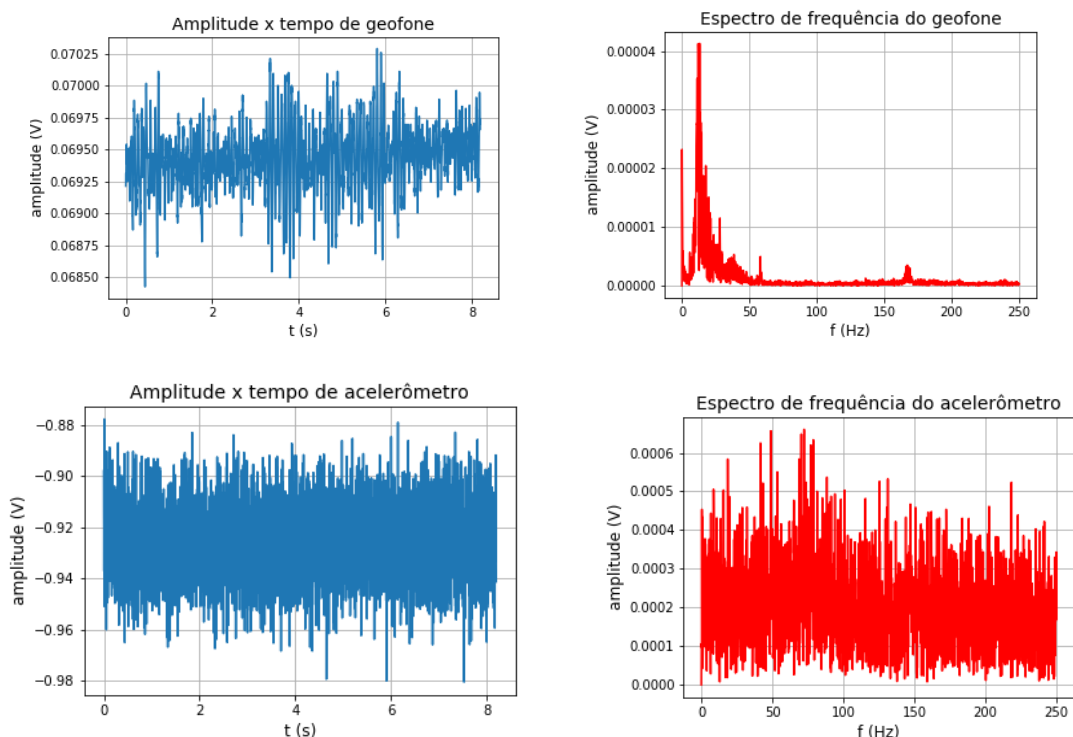 Amplitude x tempo de geofone
amplitude (V)
0.07025
0.07000
0.06975
0.06950
0.06925
0.06900
0.06875
0.06850
0 2 4 6 8
t (s)
Espectro de frequência do geofone
amplitude (V)
0.00004
0.00003
0.00002
0.00001
0.00000
0 50 100 150 200 250
f (Hz)
Amplitude x tempo de acelerômetro
amplitude (V)
−0.88
−0.90
−0.92
−0.94
−0.96
−0.98
0 2 4 6 8
t (s)
Espectro de frequência do acelerômetro
amplitude (V)
0.0006
0.0005
0.0004
0.0003
0.0002
0.0001
0.0000
0 50 100 150 200 250
f (Hz)